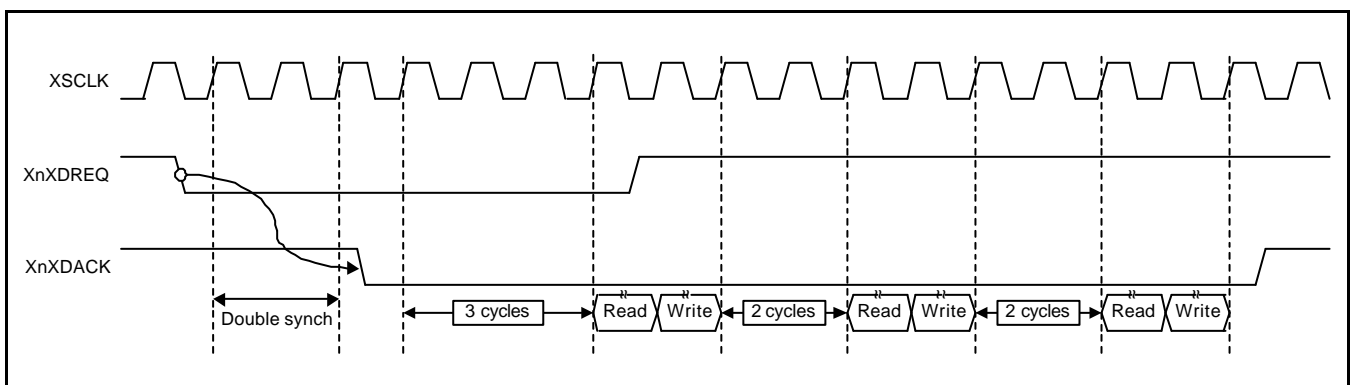 XSCLK
XnXDREQ
XnXDACK
Double synch
3 cycles
Read
Write
2 cycles
Read
Write
2 cycles
Read
Write